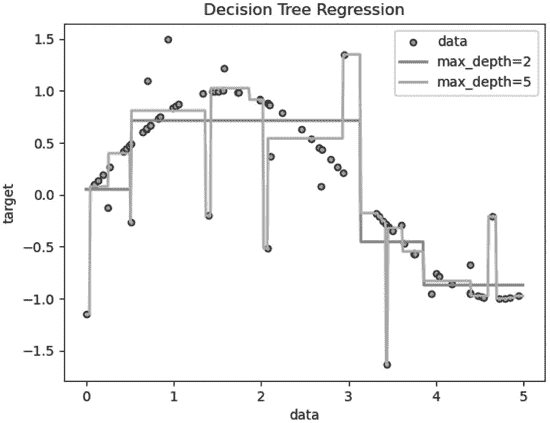 Decision Tree Regression
data
max_depth=2
max_depth=5
1.5
1.0
0.5
0.0
−0.5
−1.0
−1.5
target
0 1 2 3 4 5
data